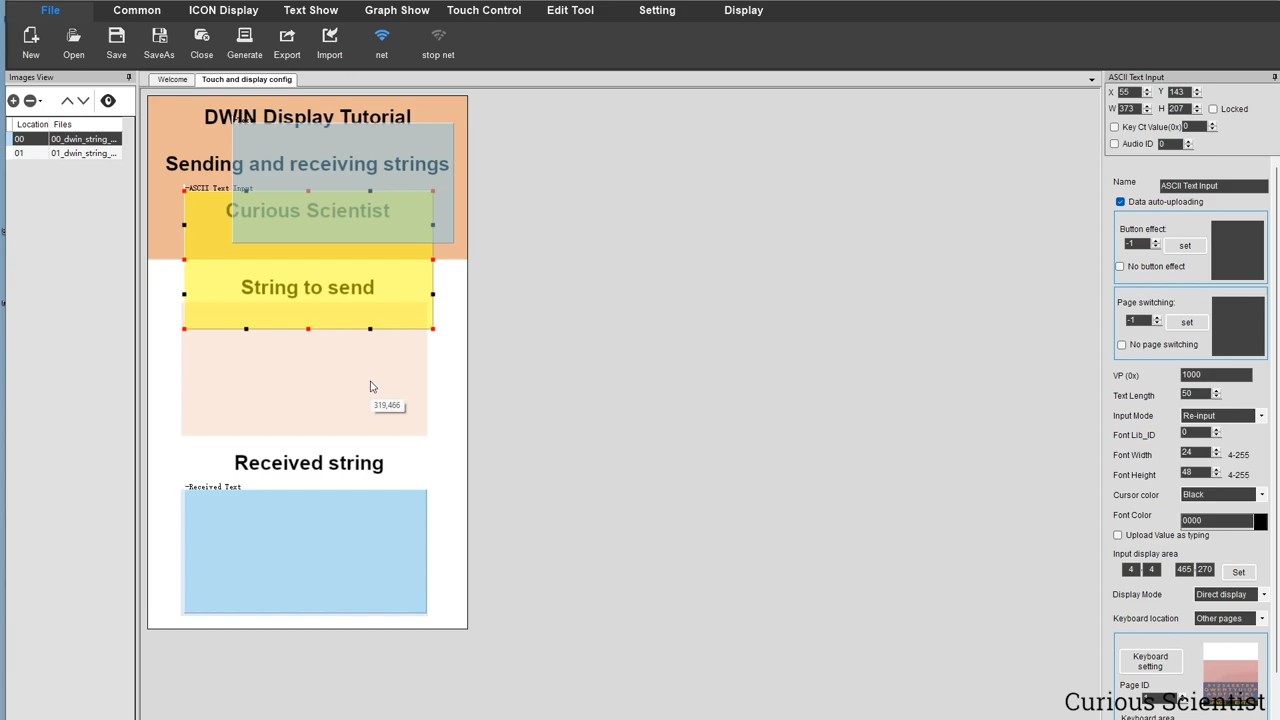 File Common ICON Display Text Show Graph Show Touch Control Edit Tool Setting Display
New Open Save SaveAs Close Generate Export Import net stop net
Images View
Welcome Touch and display config
ASCII Text Input
Location Files
00 00_dwin_string_...
01 01_dwin_string_...
DWIN Display Tutorial
Sending and receiving strings
ASCII Text Input
Curious Scientist
String to send
319,466
Received string
Received Text
X 55 Y 143
W 373 H 207 Locked
Key Ct Value(0x) 0
Audio ID 0
Name ASCII Text Input
Data auto-uploading
Button effect:
-1 set
No button effect
Page switching:
-1 set
No page switching
VP (0x) 1000
Text Length 50
Input Mode Re-input
Font Lib_ID 0
Font Width 24 4-255
Font Height 48 4-255
Cursor color Black
Font Color 0000
Upload Value as typing
Input display area
4 4 465 270 Set
Display Mode Direct display
Keyboard location Other pages
Keyboard setting
Page ID
Curious Scientist